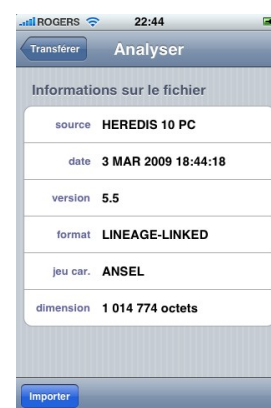 ROGERS 22:44
Transférer Analyser
Informations sur le fichier
source HEREDIS 10 PC
date 3 MAR 2009 18:44:18
version 5.5
format LINEAGE-LINKED
jeu car. ANSEL
dimension 1 014 774 octets
Importer